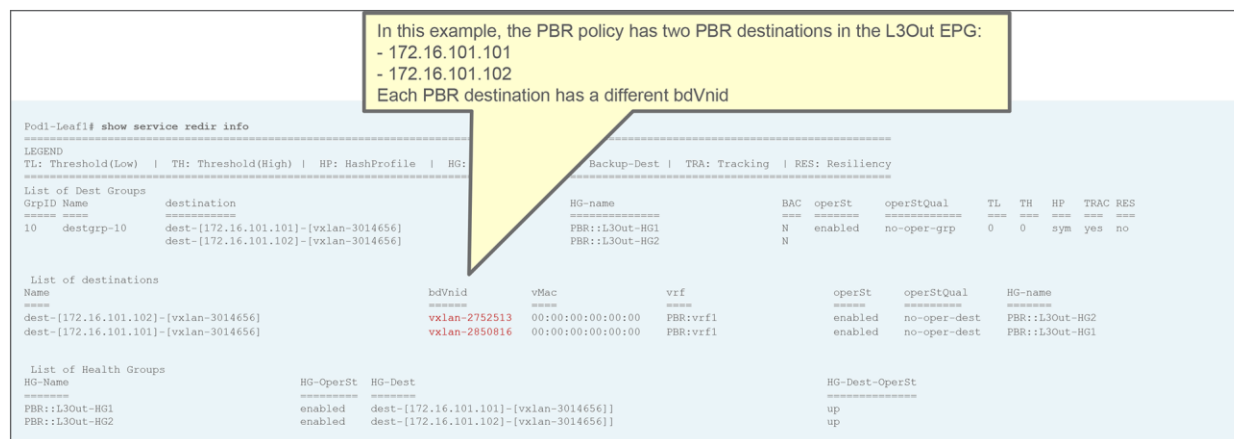 In this example, the PBR policy has two PBR destinations in the L3Out EPG:
- 172.16.101.101
- 172.16.101.102
Each PBR destination has a different bdVnid
Pod1-Leaf1# show service redir info
LEGEND
TL: Threshold(Low) | TH: Threshold(High) | HP: HashProfile | HG: Backup-Dest | TRA: Tracking | RES: Resiliency
List of Dest Groups
GrpID Name destination HG-name BAC operSt operStQual TL TH HP TRAC RES
===== ==== =========== ============== === ======= ============ === === === === ===
10 destgrp-10 dest-[172.16.101.101]-[vxlan-3014656] PBR::L3Out-HG1 N enabled no-oper-grp 0 0 sym yes no
dest-[172.16.101.102]-[vxlan-3014656] PBR::L3Out-HG2 N
List of destinations
Name bdVnid vMac vrf operSt operStQual HG-name
==== ====== ==== ==== ===== ========= =======
dest-[172.16.101.102]-[vxlan-3014656] vxlan-2752513 00:00:00:00:00:00 PBR:vrf1 enabled no-oper-dest PBR::L3Out-HG2
dest-[172.16.101.101]-[vxlan-3014656] vxlan-2850816 00:00:00:00:00:00 PBR:vrf1 enabled no-oper-dest PBR::L3Out-HG1
List of Health Groups
HG-Name HG-OperSt HG-Dest HG-Dest-OperSt
======= ========= ======= ==============
PBR::L3Out-HG1 enabled dest-[172.16.101.101]-[vxlan-3014656]] up
PBR::L3Out-HG2 enabled dest-[172.16.101.102]-[vxlan-3014656]] up